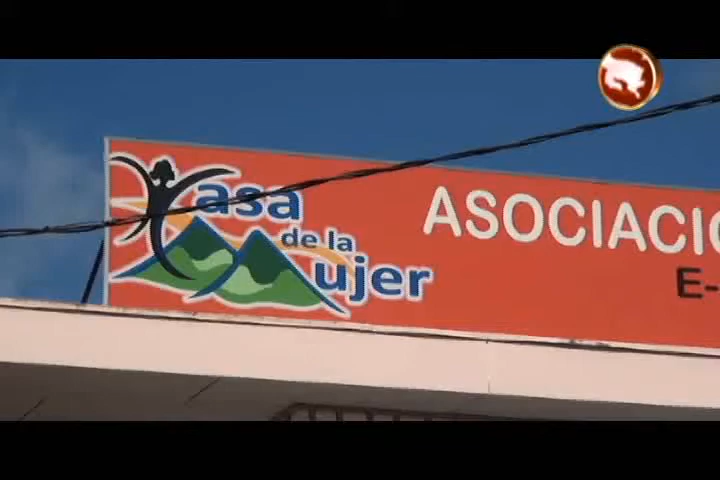 Casa
de la
Mujer
ASOCIACIO
E-